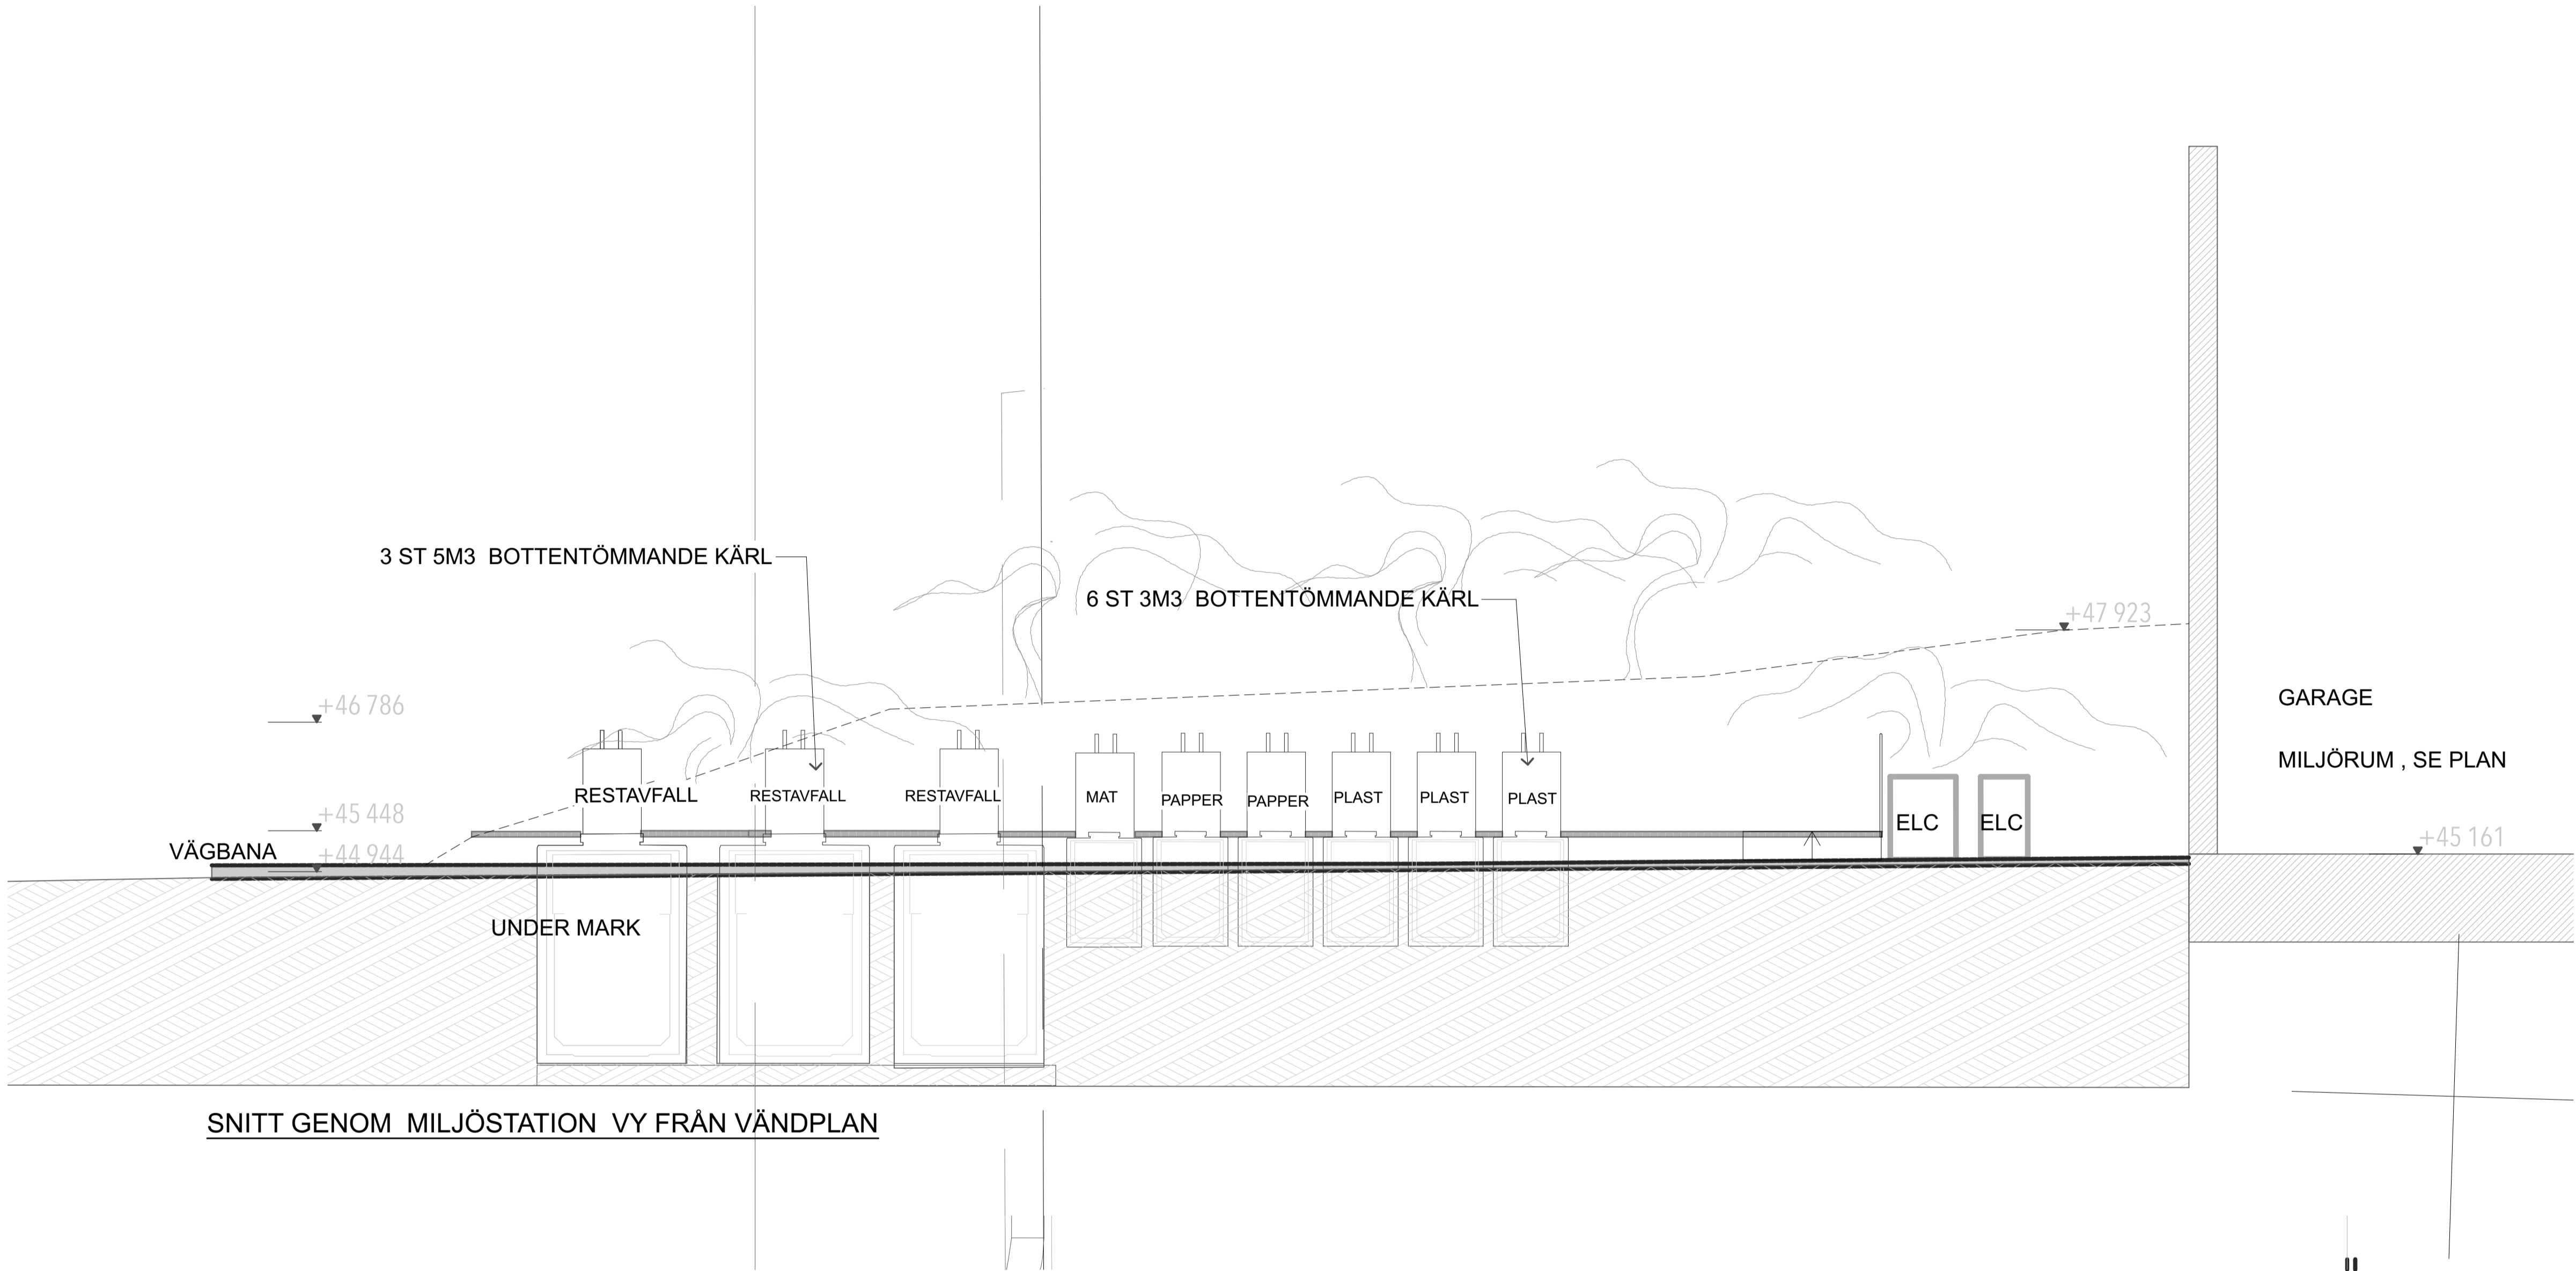 3 ST 5M3 BOTTENTÖMMANDE KÄRL
6 ST 3M3 BOTTENTÖMMANDE KÄRL
+47 923
+46 786
GARAGE
MILJÖRUM , SE PLAN
RESTAVFALL
RESTAVFALL
RESTAVFALL
MAT
PAPPER
PAPPER
PLAST
PLAST
PLAST
+45 448
ELC
ELC
+45 161
VÄGBANA
+44 944
UNDER MARK
SNITT GENOM MILJÖSTATION VY FRÅN VÄNDPLAN